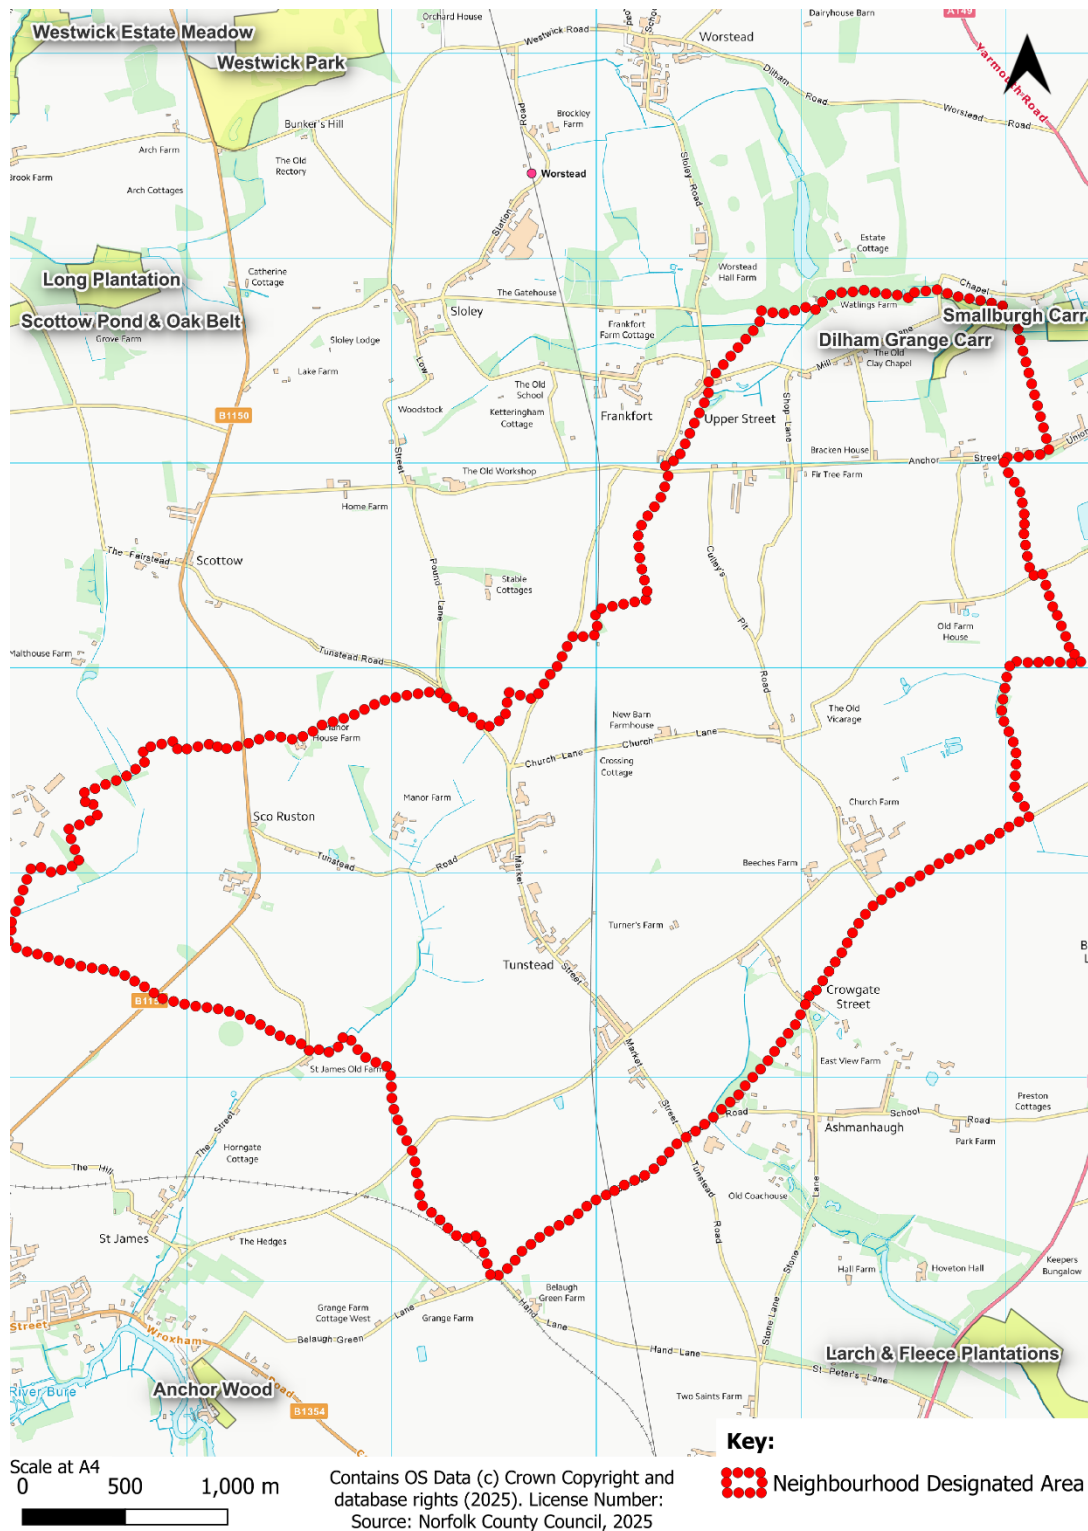 Orchard House
Dairyhouse Barn
A149
Westwick Estate Meadow
Westwick Road
Road
School
Worstead
Westwick Park
Yarmouth Road
Dilham Road
Worstead Road
Road
Brockley
Farm
Bunker's Hill
Arch Farm
The Old
Rectory
Brook Farm
Arch Cottages
Worstead
Station
Sloley Road
Estate
Cottage
Long Plantation
Catherine
Cottage
Worstead
Hall Farm
Chapel
The Gatehouse
Watlings Farm
Scottow Pond & Oak Belt
Sloley
Smallburgh Carr
Grove Farm
Frankfort
Farm Cottage
Lane
Dilham Grange Carr
Sloley Lodge
Low
Mill
The Old
Clay Chapel
Lake Farm
The Old
School
B1150
Woodstock
Ketteringham
Cottage
Frankfort
Upper Street
Shop Lane
Union
Street
The Old Workshop
Bracken House
Anchor Street
Home Farm
Fir Tree Farm
The Fairstead
Scottow
Pound Lane
Stable
Cottages
Culley's Pit Road
Old Farm
House
Malthouse Farm
Tunstead Road
New Barn
Farmhouse
The Old
Vicarage
Manor
House Farm
Church Lane
Church Lane
Crossing
Cottage
Manor Farm
Church Farm
Sco Ruston
Tunstead Road
Market Street
Beeches Farm
Turner's Farm
Tunstead
Crowgate
Street
B115
Market Street
East View Farm
St James Old Farm
Preston
Cottages
School Road
Road
The Street
Ashmanhaugh
Park Farm
Horngate
Cottage
The Hill
Tunstead Road
Old Coachouse
Stone Lane
St James
The Hedges
Hall Farm
Hoveton Hall
Keepers
Bungalow
Belaugh
Green Farm
Grange Farm
Cottage West
Grange Farm
Street
Wroxham Road
Belaugh Green Lane
Hand Lane
Hand Lane
Stone Lane
Larch & Fleece Plantations
St Peter's Lane
Anchor Wood
River Bure
B1354
Two Saints Farm
Key:
Neighbourhood Designated Area
Scale at A4
0 500 1,000 m
Contains OS Data (c) Crown Copyright and
database rights (2025). License Number:
Source: Norfolk County Council, 2025